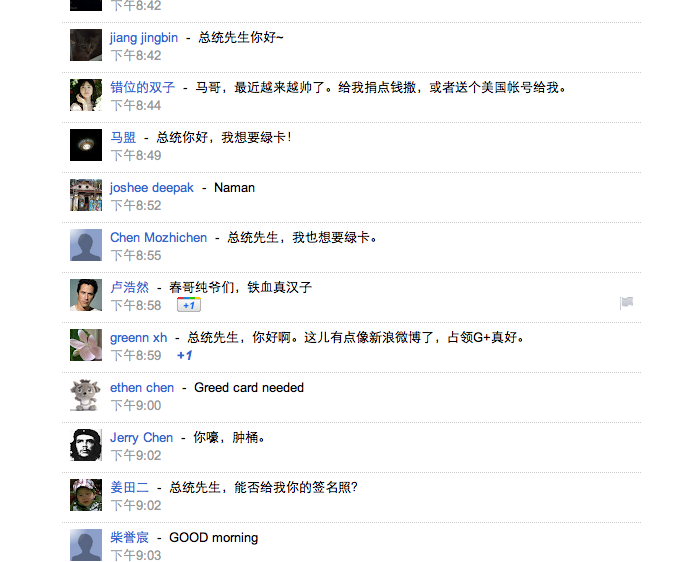 下午8:42
jiang jingbin - 总统先生你好~
下午8:42
错位的双子 - 马哥，最近越来越帅了。给我捐点钱撒，或者送个美国帐号给我。
下午8:44
马盟 - 总统你好，我想要绿卡！
下午8:49
joshee deepak - Naman
下午8:52
Chen Mozhichen - 总统先生，我也想要绿卡。
下午8:55
卢浩然 - 春哥纯爷们，铁血真汉子
下午8:58 +1
greenn xh - 总统先生，你好啊。这儿有点像新浪微博了，占领G+真好。
下午8:59 +1
ethen chen - Greed card needed
下午9:00
Jerry Chen - 你嚎，肿桶。
下午9:02
姜田二 - 总统先生，能否给我你的签名照？
下午9:02
柴誉宸 - GOOD morning
下午9:03